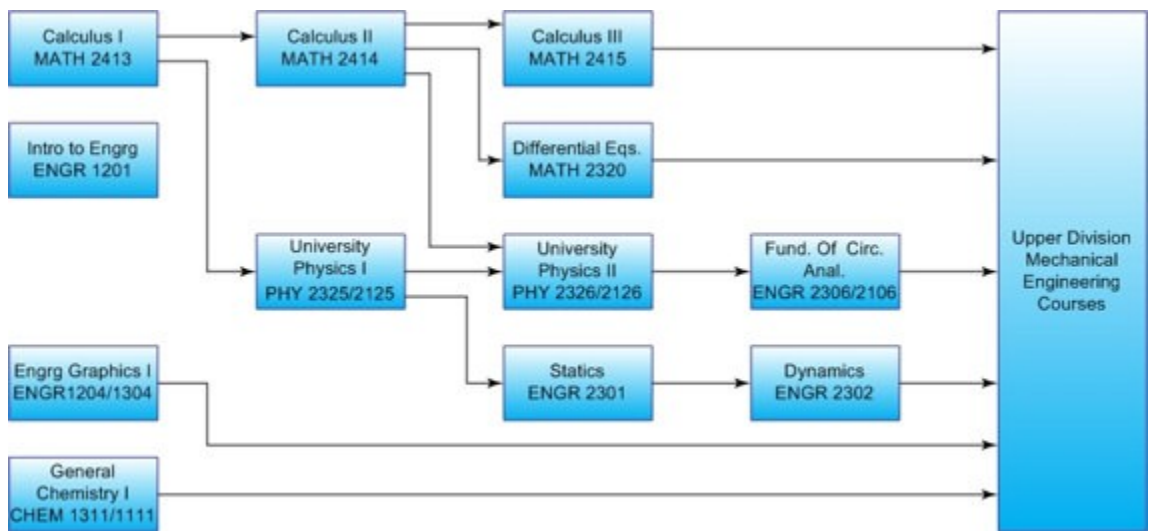 Calculus I
MATH 2413
Calculus II
MATH 2414
Calculus III
MATH 2415
Intro to Engrg
ENGR 1201
Differential Eqs.
MATH 2320
University
Physics I
PHY 2325/2125
University
Physics II
PHY 2326/2126
Fund. Of Circ.
Anal.
ENGR 2306/2106
Upper Division
Mechanical
Engineering
Courses
Engrg Graphics I
ENGR1204/1304
Statics
ENGR 2301
Dynamics
ENGR 2302
General
Chemistry I
CHEM 1311/1111